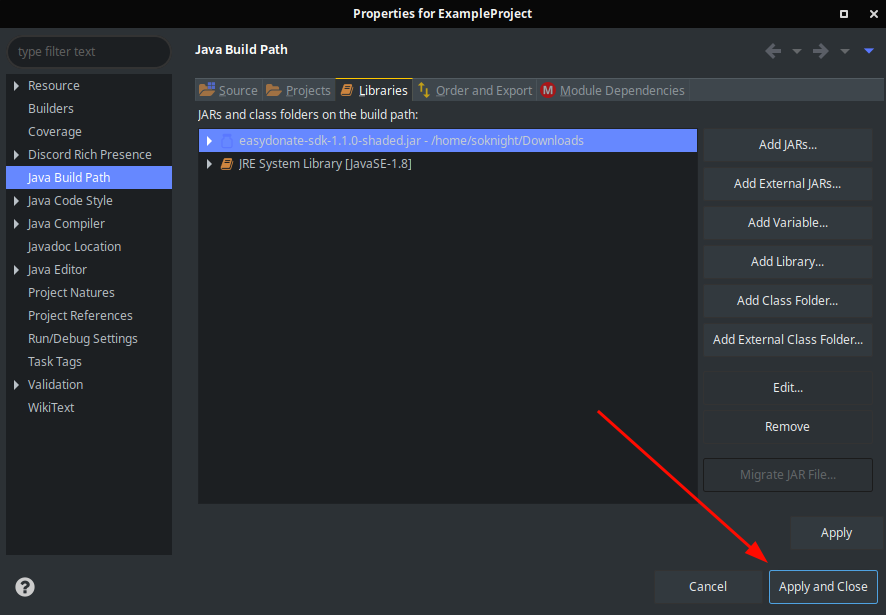 Properties for ExampleProject
type filter text
Resource
Builders
Coverage
Discord Rich Presence
Java Build Path
Java Code Style
Java Compiler
Javadoc Location
Java Editor
Project Natures
Project References
Run/Debug Settings
Task Tags
Validation
WikiText
Java Build Path
Source Projects Libraries Order and Export M Module Dependencies
JARs and class folders on the build path:
easydonate-sdk-1.1.0-shaded.jar - /home/soknight/Downloads
JRE System Library [JavaSE-1.8]
Add JARs...
Add External JARs...
Add Variable...
Add Library...
Add Class Folder...
Add External Class Folder...
Edit...
Remove
Migrate JAR File...
Apply
?
Cancel Apply and Close